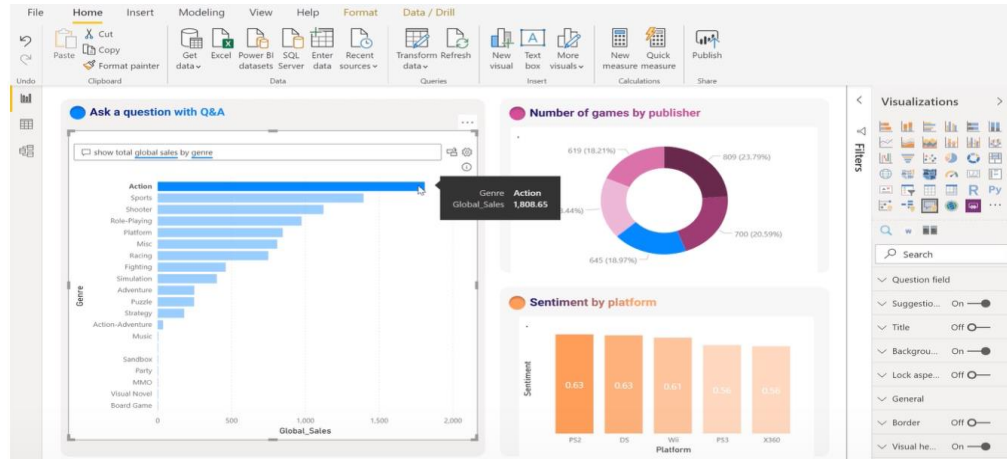 File Home Insert Modeling View Help Format Data / Drill
Paste
Cut
Copy
Format painter
Get data
Excel
Power BI datasets
SQL Server
Enter data
Recent sources
Transform data
Refresh
New visual
Text box
More visuals
New measure
Quick measure
Publish
Undo Clipboard Data Queries Insert Calculations Share
Ask a question with Q&A
show total global sales by genre
Genre
Action
Sports
Shooter
Role-Playing
Platform
Misc
Racing
Fighting
Simulation
Adventure
Puzzle
Strategy
Action-Adventure
Music
Sandbox
Party
MMO
Visual Novel
Board Game
0 500 1,000 1,500 2,000
Global_Sales
Genre Action
Global_Sales 1,808.65
Number of games by publisher
619 (18.21%)
809 (23.79%)
3.44%)
700 (20.59%)
645 (18.97%)
Sentiment by platform
Sentiment
0.63 0.63 0.61 0.56 0.56
PS2 DS Wii PS3 X360
Platform
Filters
Visualizations
R Py
Search
Question field
Suggestio... On
Title Off
Backgrou... On
Lock aspe... Off
General
Border Off
Visual he... On